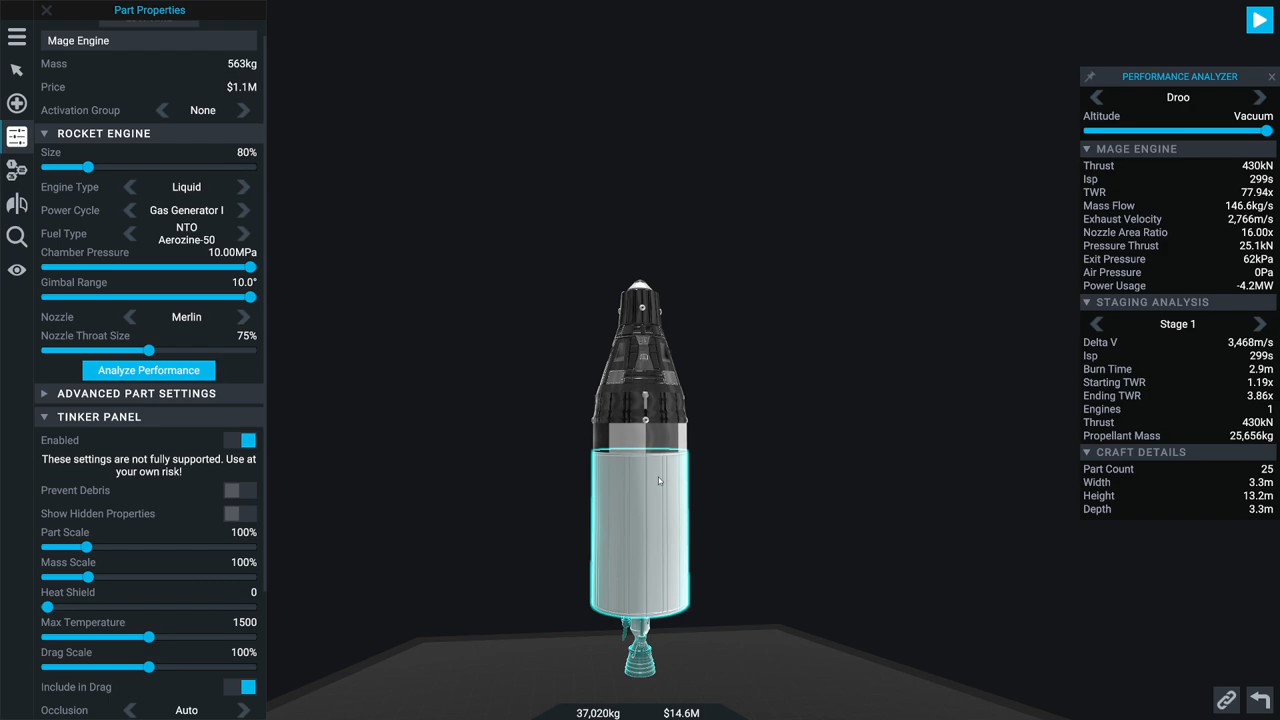 Part Properties
Mage Engine
Mass 563kg
Price $1.1M
Activation Group None
ROCKET ENGINE
Size 80%
Engine Type Liquid
Power Cycle Gas Generator I
Fuel Type NTO Aerozine-50
Chamber Pressure 10.00MPa
Gimbal Range 10.0°
Nozzle Merlin
Nozzle Throat Size 75%
Analyze Performance
ADVANCED PART SETTINGS
TINKER PANEL
Enabled
These settings are not fully supported. Use at
your own risk!
Prevent Debris
Show Hidden Properties
Part Scale 100%
Mass Scale 100%
Heat Shield 0
Max Temperature 1500
Drag Scale 100%
Include in Drag
Occlusion Auto
37,020kg $14.6M
PERFORMANCE ANALYZER
Droo
Altitude Vacuum
MAGE ENGINE
Thrust 430kN
Isp 299s
TWR 77.94x
Mass Flow 146.6kg/s
Exhaust Velocity 2,766m/s
Nozzle Area Ratio 16.00x
Pressure Thrust 25.1kN
Exit Pressure 62kPa
Air Pressure 0Pa
Power Usage -4.2MW
STAGING ANALYSIS
Stage 1
Delta V 3,468m/s
Isp 299s
Burn Time 2.9m
Starting TWR 1.19x
Ending TWR 3.86x
Engines 1
Thrust 430kN
Propellant Mass 25,656kg
CRAFT DETAILS
Part Count 25
Width 3.3m
Height 13.2m
Depth 3.3m